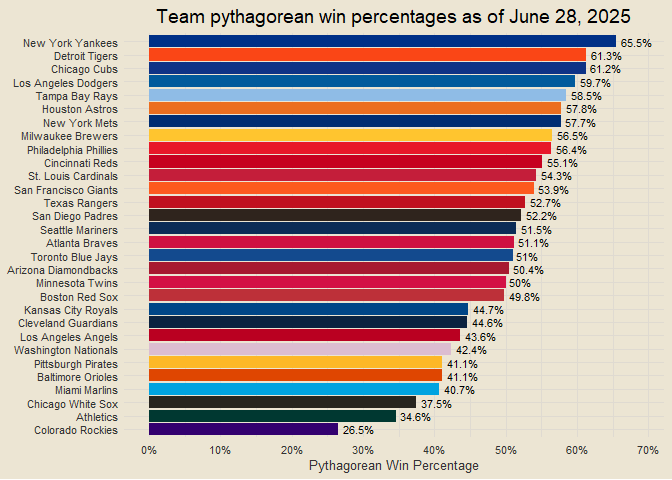 Team pythagorean win percentages as of June 28, 2025
New York Yankees 65.5%
Detroit Tigers 61.3%
Chicago Cubs 61.2%
Los Angeles Dodgers 59.7%
Tampa Bay Rays 58.5%
Houston Astros 57.8%
New York Mets 57.7%
Milwaukee Brewers 56.5%
Philadelphia Phillies 56.4%
Cincinnati Reds 55.1%
St. Louis Cardinals 54.3%
San Francisco Giants 53.9%
Texas Rangers 52.7%
San Diego Padres 52.2%
Seattle Mariners 51.5%
Atlanta Braves 51.1%
Toronto Blue Jays 51%
Arizona Diamondbacks 50.4%
Minnesota Twins 50%
Boston Red Sox 49.8%
Kansas City Royals 44.7%
Cleveland Guardians 44.6%
Los Angeles Angels 43.6%
Washington Nationals 42.4%
Pittsburgh Pirates 41.1%
Baltimore Orioles 41.1%
Miami Marlins 40.7%
Chicago White Sox 37.5%
Athletics 34.6%
Colorado Rockies 26.5%
0% 10% 20% 30% 40% 50% 60% 70%
Pythagorean Win Percentage